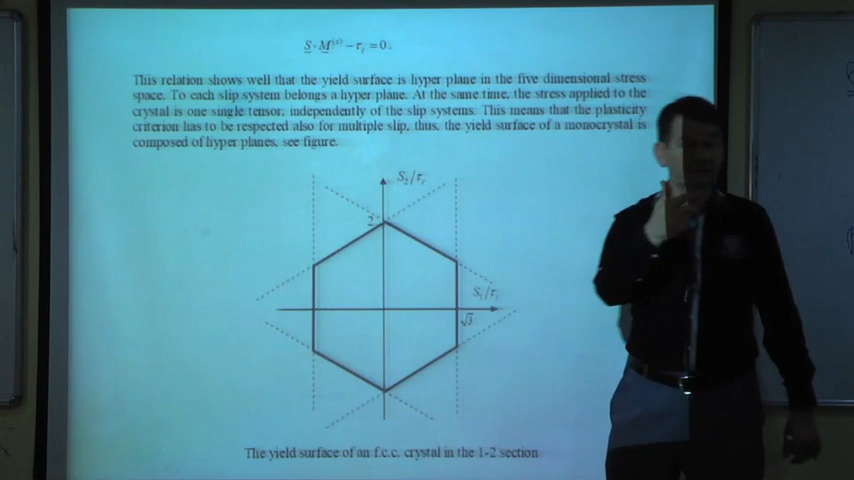 S · M⁽ˢ⁾ − τc = 0 .
This relation shows well that the yield surface is hyper plane in the five dimensional stress
space. To each slip system belongs a hyper plane. At the same time, the stress applied to the
crystal is one single tensor, independently of the slip systems. This means that the plasticity
criterion has to be respected also for multiple slip, thus, the yield surface of a monocrystal is
composed of hyper planes, see figure.
S₂/τc
2
S₁/τc
√3
The yield surface of an f.c.c. crystal in the 1-2 section